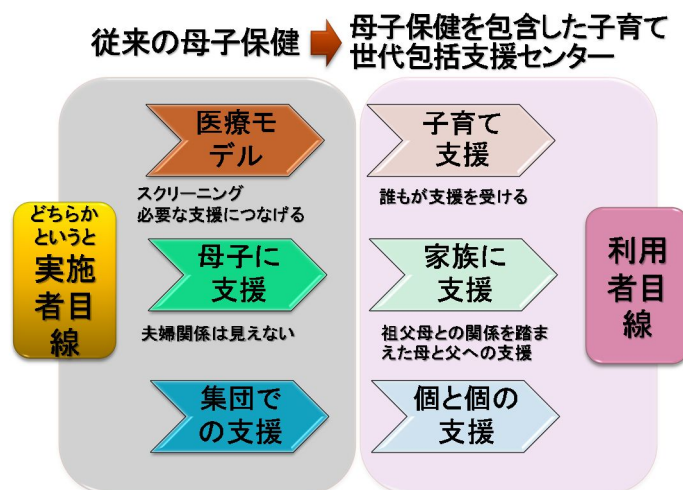 従来の母子保健
母子保健を包含した子育て
世代包括支援センター
どちらか
というと
実施
者目
線
医療モ
デル
スクリーニング
必要な支援につなげる
母子に
支援
夫婦関係は見えない
集団で
の支援
子育て
支援
誰もが支援を受ける
家族に
支援
祖父母との関係を踏ま
えた母と父への支援
個と個の
支援
利用
者目
線